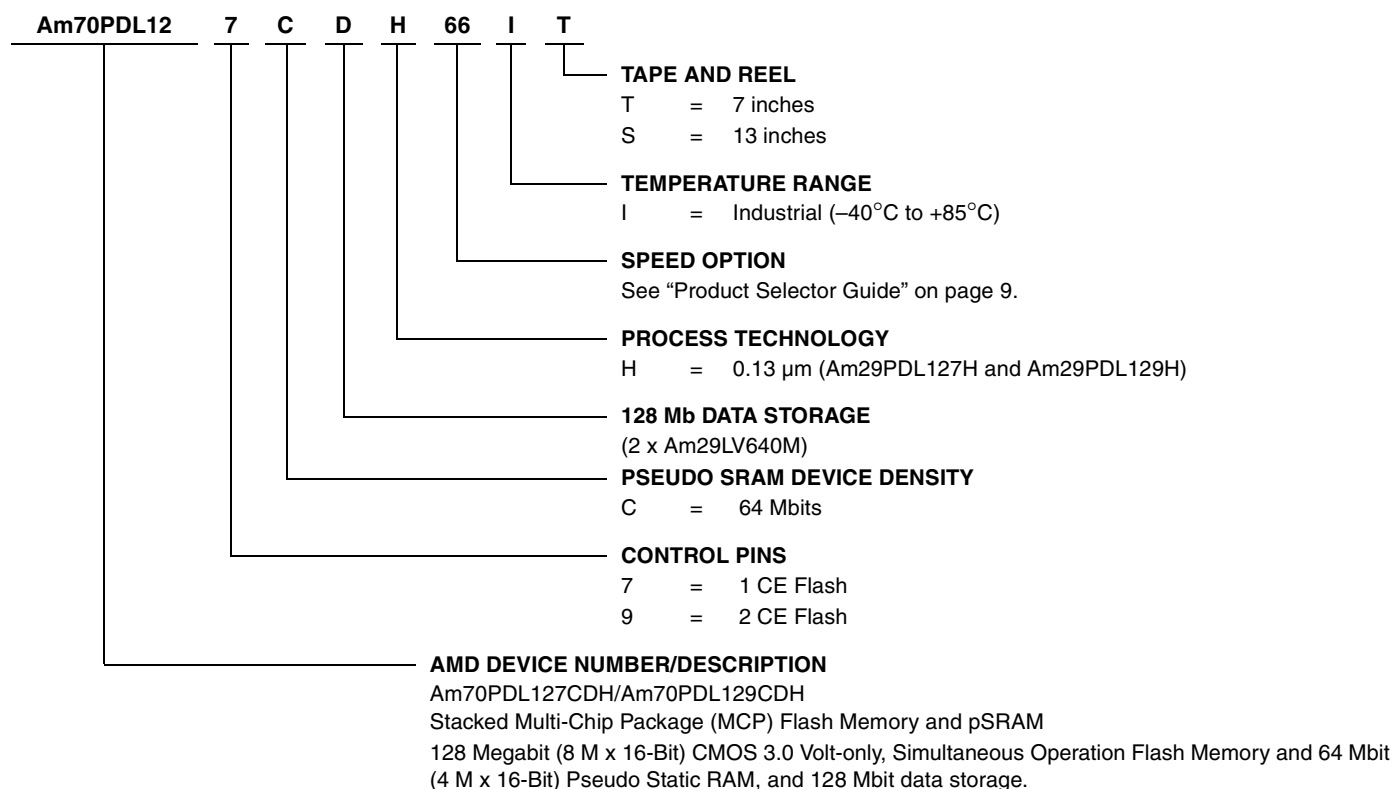 Am70PDL12 7 C D H 66 I T
TAPE AND REEL
T = 7 inches
S = 13 inches
TEMPERATURE RANGE
I = Industrial (–40°C to +85°C)
SPEED OPTION
See “Product Selector Guide” on page 9.
PROCESS TECHNOLOGY
H = 0.13 µm (Am29PDL127H and Am29PDL129H)
128 Mb DATA STORAGE
(2 x Am29LV640M)
PSEUDO SRAM DEVICE DENSITY
C = 64 Mbits
CONTROL PINS
7 = 1 CE Flash
9 = 2 CE Flash
AMD DEVICE NUMBER/DESCRIPTION
Am70PDL127CDH/Am70PDL129CDH
Stacked Multi-Chip Package (MCP) Flash Memory and pSRAM
128 Megabit (8 M x 16-Bit) CMOS 3.0 Volt-only, Simultaneous Operation Flash Memory and 64 Mbit
(4 M x 16-Bit) Pseudo Static RAM, and 128 Mbit data storage.